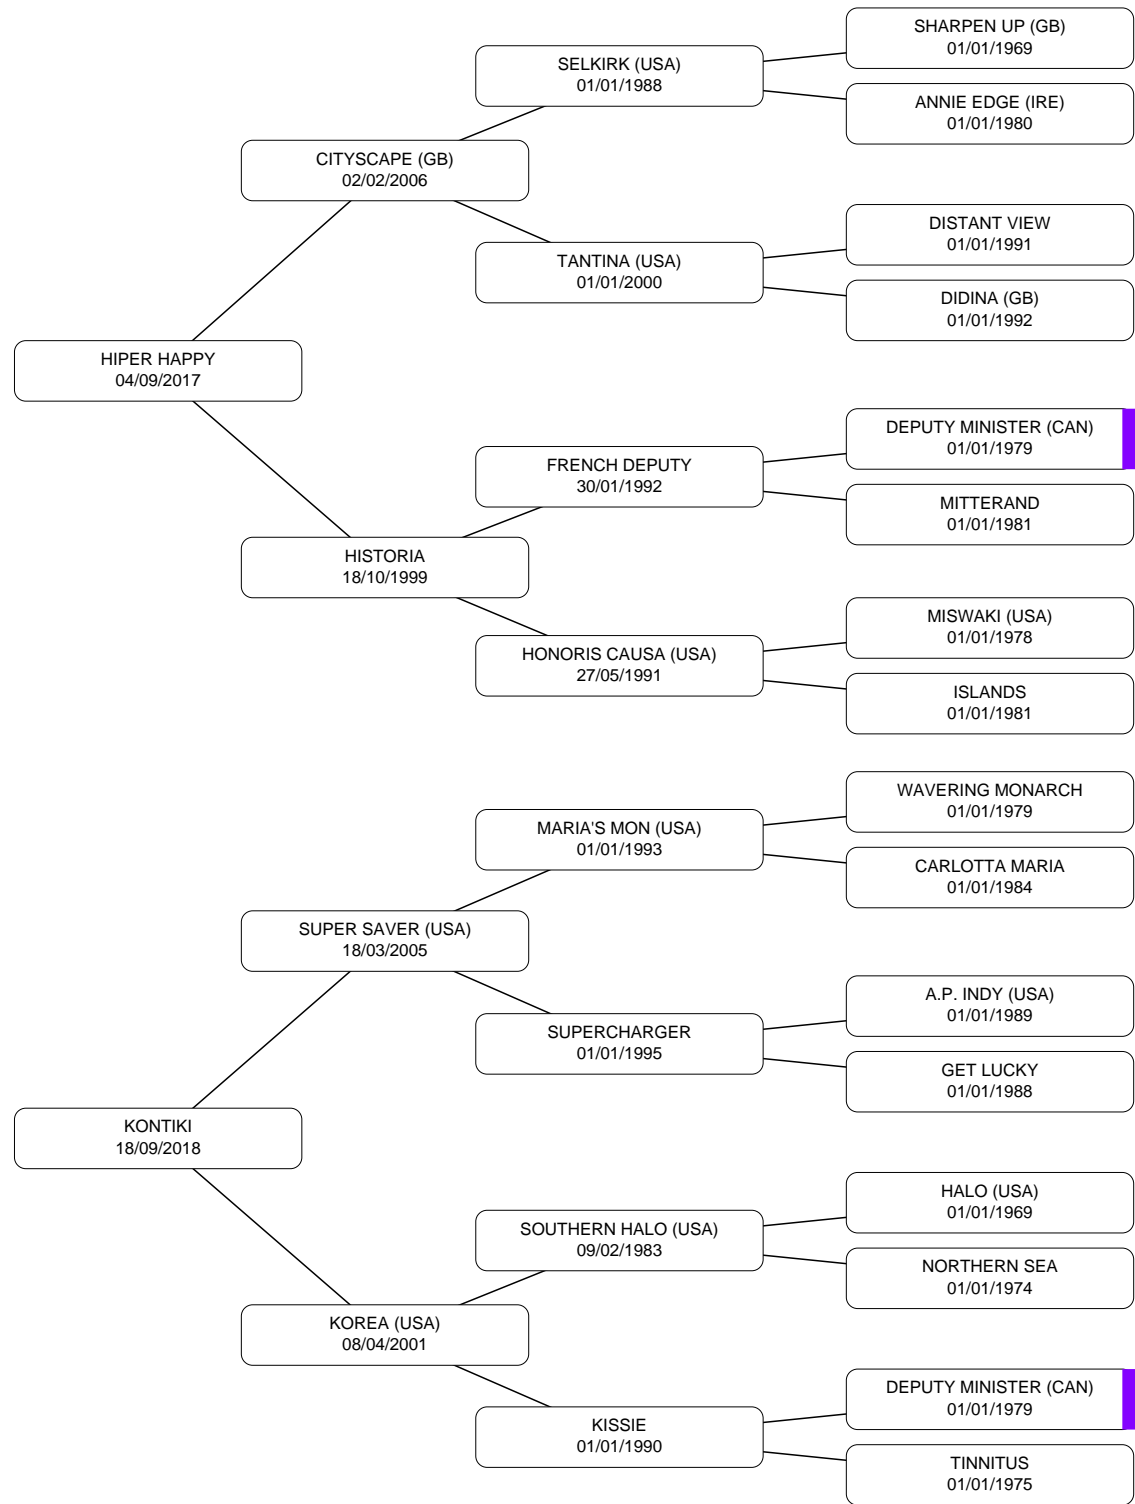 SHARPEN UP (GB)
01/01/1969
SELKIRK (USA)
01/01/1988
ANNIE EDGE (IRE)
01/01/1980
CITYSCAPE (GB)
02/02/2006
DISTANT VIEW
01/01/1991
TANTINA (USA)
01/01/2000
DIDINA (GB)
01/01/1992
HIPER HAPPY
04/09/2017
DEPUTY MINISTER (CAN)
01/01/1979
FRENCH DEPUTY
30/01/1992
MITTERAND
01/01/1981
HISTORIA
18/10/1999
MISWAKI (USA)
01/01/1978
HONORIS CAUSA (USA)
27/05/1991
ISLANDS
01/01/1981
WAVERING MONARCH
01/01/1979
MARIA'S MON (USA)
01/01/1993
CARLOTTA MARIA
01/01/1984
SUPER SAVER (USA)
18/03/2005
A.P. INDY (USA)
01/01/1989
SUPERCHARGER
01/01/1995
GET LUCKY
01/01/1988
KONTIKI
18/09/2018
HALO (USA)
01/01/1969
SOUTHERN HALO (USA)
09/02/1983
NORTHERN SEA
01/01/1974
KOREA (USA)
08/04/2001
DEPUTY MINISTER (CAN)
01/01/1979
KISSIE
01/01/1990
TINNITUS
01/01/1975